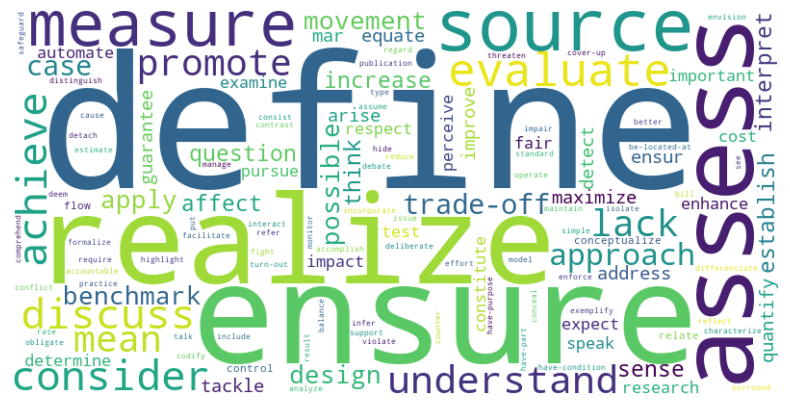 safeguard
measure
movement
source
envision
mar
equate
automate
promote
case
distinguish
examine
regard
publication
threaten
cover-up
increase
evaluate
important
interpret
define
assess
achieve
guarantee
cause
detach
estimate
consist
contrast
question
pursue
manage
type
assume
arise
respect
hide
reduce
debate
perceive
improve
impair
standard
operate
fair
detect
better
be-located-at
ensur
cost
see
deem
flow
apply
affect
possible
think
incorporate
trade-off
maximize
maintain
simple
isolate
bill
enhance
establish
realize
comprehend
formalize
require
accountable
practice
highlight
put
facilitate
interact
refer
fight
turn-out
impact
issue
test
accomplish
monitor
deliberate
effort
model
constitute
have-purpose
lack
approach
conceptualize
address
enforce
differentiate
quantify
conflict
benchmark
discuss
mean
rate
obligate
talk
include
codify
determine
ensure
result
balance
infer
support
violate
counter
conceal
have-part
exemplify
expect
speak
relate
reflect
characterize
consider
tackle
control
analyze
design
understand
have-condition
sense
research
surround